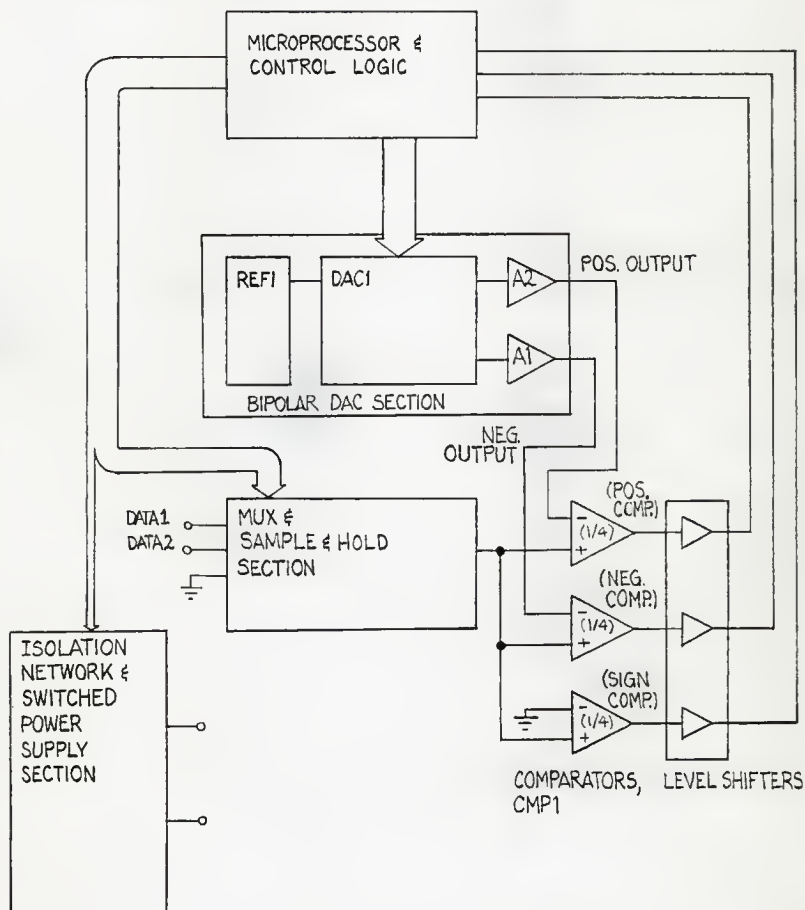 MICROPROCESSOR &
CONTROL LOGIC
REF1
DAC1
A2
POS. OUTPUT
A1
BIPOLAR DAC SECTION
NEG.
OUTPUT
DATA1
DATA2
MUX &
SAMPLE & HOLD
SECTION
(POS.
COMP.)
-
(1/4)
+
(NEG.
COMP.)
-
(1/4)
+
(SIGN
COMP.)
-
(1/4)
+
COMPARATORS,
CMP1
LEVEL SHIFTERS
ISOLATION
NETWORK &
SWITCHED
POWER
SUPPLY
SECTION